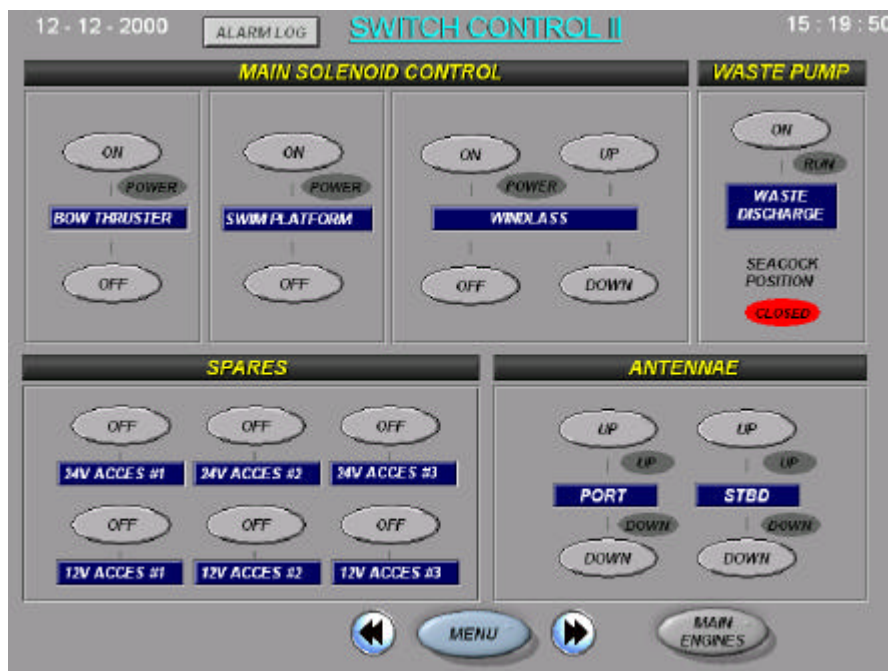 12 - 12 - 2000 ALARM LOG SWITCH CONTROL II 15 : 19 : 50
MAIN SOLENOID CONTROL WASTE PUMP
ON ON ON UP ON
POWER POWER POWER RUN
BOW THRUSTER SWIM PLATFORM WINDLASS WASTE
DISCHARGE
OFF OFF OFF DOWN
SEACOCK
POSITION
CLOSED
SPARES ANTENNAE
OFF OFF OFF UP UP
UP UP
24V ACCES #1 24V ACCES #2 24V ACCES #3
PORT STBD
OFF OFF OFF DOWN DOWN
DOWN DOWN
12V ACCES #1 12V ACCES #2 12V ACCES #3
MENU MAIN
ENGINES